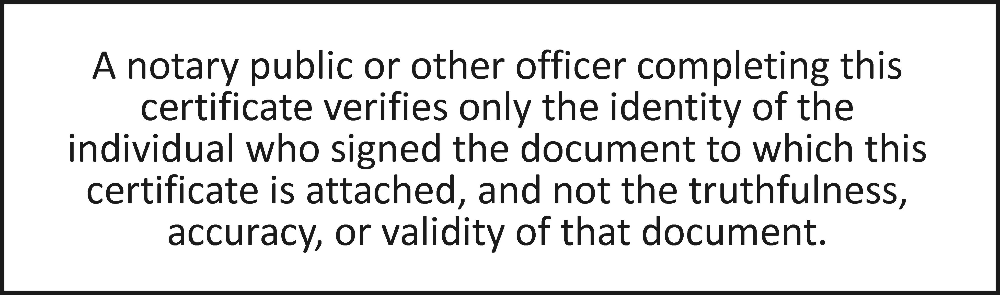 A notary public or other officer completing this
certificate verifies only the identity of the
individual who signed the document to which this
certificate is attached, and not the truthfulness,
accuracy, or validity of that document.